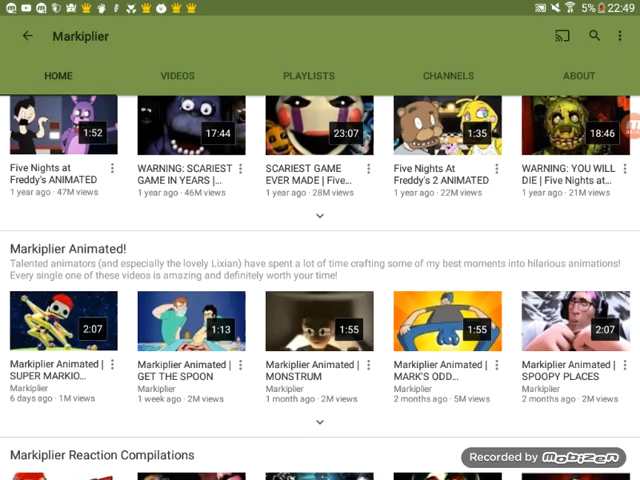 5% 22:49
Markiplier
HOME VIDEOS PLAYLISTS CHANNELS ABOUT
1:52 17:44 23:07 1:35 18:46
Five Nights at WARNING: SCARIEST SCARIEST GAME Five Nights At WARNING: YOU WILL
Freddy's ANIMATED GAME IN YEARS |... EVER MADE | Five... Freddy's 2 ANIMATED DIE | Five Nights at...
1 year ago · 47M views 1 year ago · 46M views 1 year ago · 28M views 1 year ago · 22M views 1 year ago · 21M views
Markiplier Animated!
Talented animators (and especially the lovely Lixian) have spent a lot of time crafting some of my best moments into hilarious animations!
Every single one of these videos is amazing and definitely worth your time!
2:07 1:13 1:55 1:55 2:07
Markiplier Animated | Markiplier Animated | Markiplier Animated | Markiplier Animated | Markiplier Animated |
SUPER MARKIO... GET THE SPOON MONSTRUM MARK'S ODD... SPOOPY PLACES
Markiplier Markiplier Markiplier Markiplier Markiplier
6 days ago · 1M views 1 week ago · 2M views 1 month ago · 2M views 2 months ago · 5M views 2 months ago · 2M views
Markiplier Reaction Compilations
Recorded by MOBIZEN